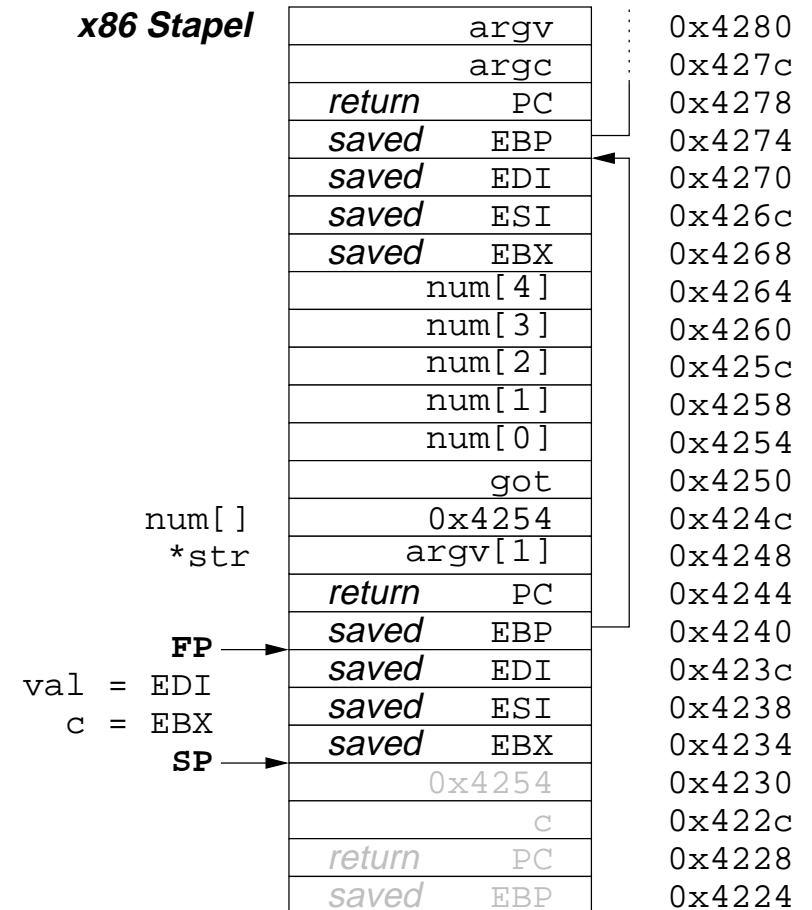 x86 Stapel argv 0x4280
argc 0x427c
return PC 0x4278
saved EBP 0x4274
saved EDI 0x4270
saved ESI 0x426c
saved EBX 0x4268
num[4] 0x4264
num[3] 0x4260
num[2] 0x425c
num[1] 0x4258
num[0] 0x4254
got 0x4250
num[] 0x4254 0x424c
*str argv[1] 0x4248
return PC 0x4244
saved EBP 0x4240
FP
saved EDI 0x423c
val = EDI
saved ESI 0x4238
c = EBX
saved EBX 0x4234
SP
0x4254 0x4230
c 0x422c
return PC 0x4228
saved EBP 0x4224